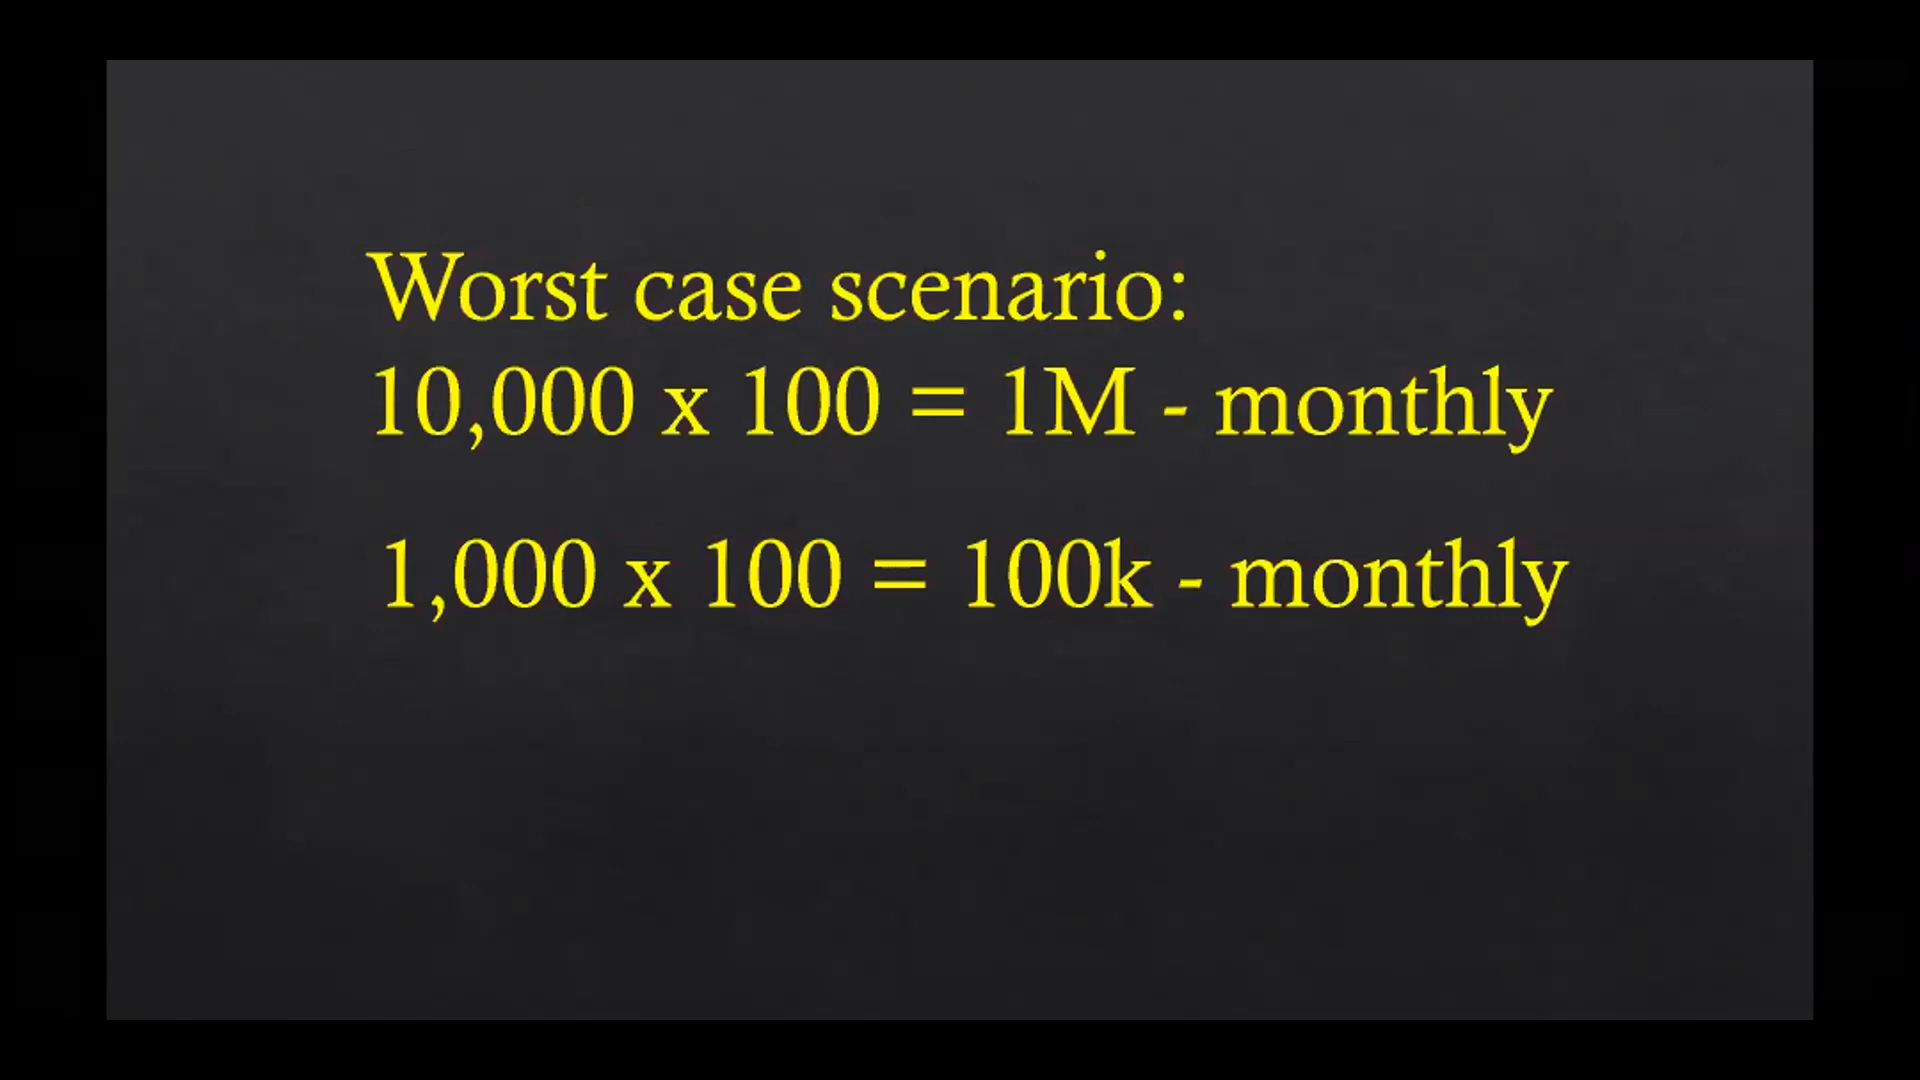 Worst case scenario:
10,000 x 100 = 1M - monthly
1,000 x 100 = 100k - monthly